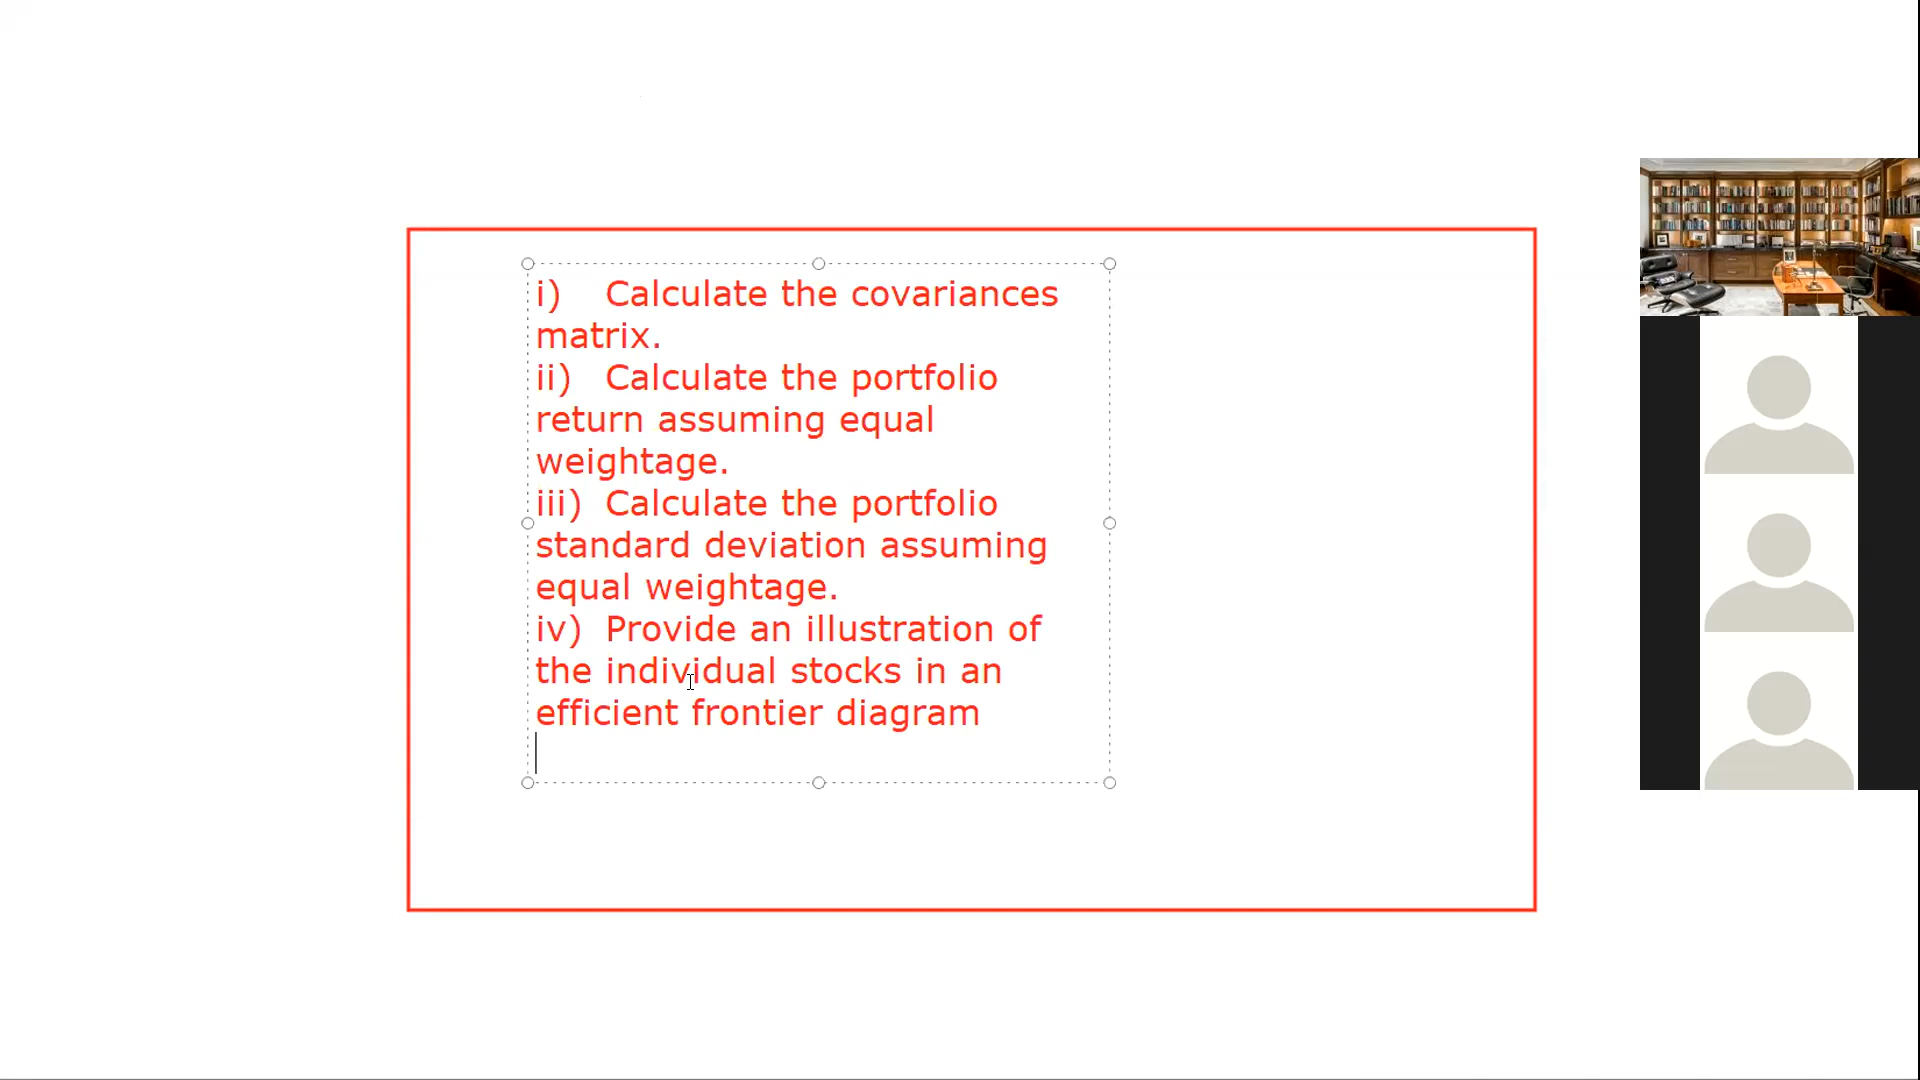 i) Calculate the covariances
matrix.
ii) Calculate the portfolio
return assuming equal
weightage.
iii) Calculate the portfolio
standard deviation assuming
equal weightage.
iv) Provide an illustration of
the individual stocks in an
efficient frontier diagram